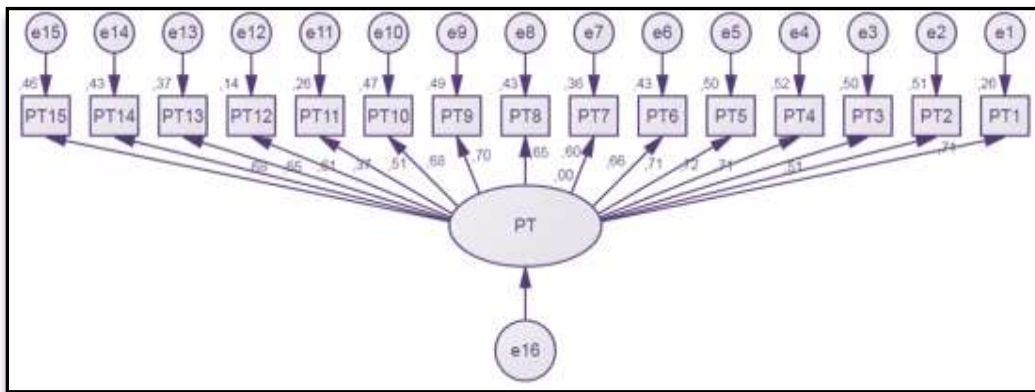 e15 e14 e13 e12 e11 e10 e9 e8 e7 e6 e5 e4 e3 e2 e1
,46 ,43 ,37 ,14 ,26 ,47 ,49 ,43 ,36 ,43 ,50 ,52 ,50 ,51 ,26
PT15 PT14 PT13 PT12 PT11 PT10 PT9 PT8 PT7 PT6 PT5 PT4 PT3 PT2 PT1
,68 ,65 ,61 ,37 ,51 ,68 ,70 ,65 ,60 ,66 ,71 ,72 ,71 ,51 ,71
,00
PT
e16